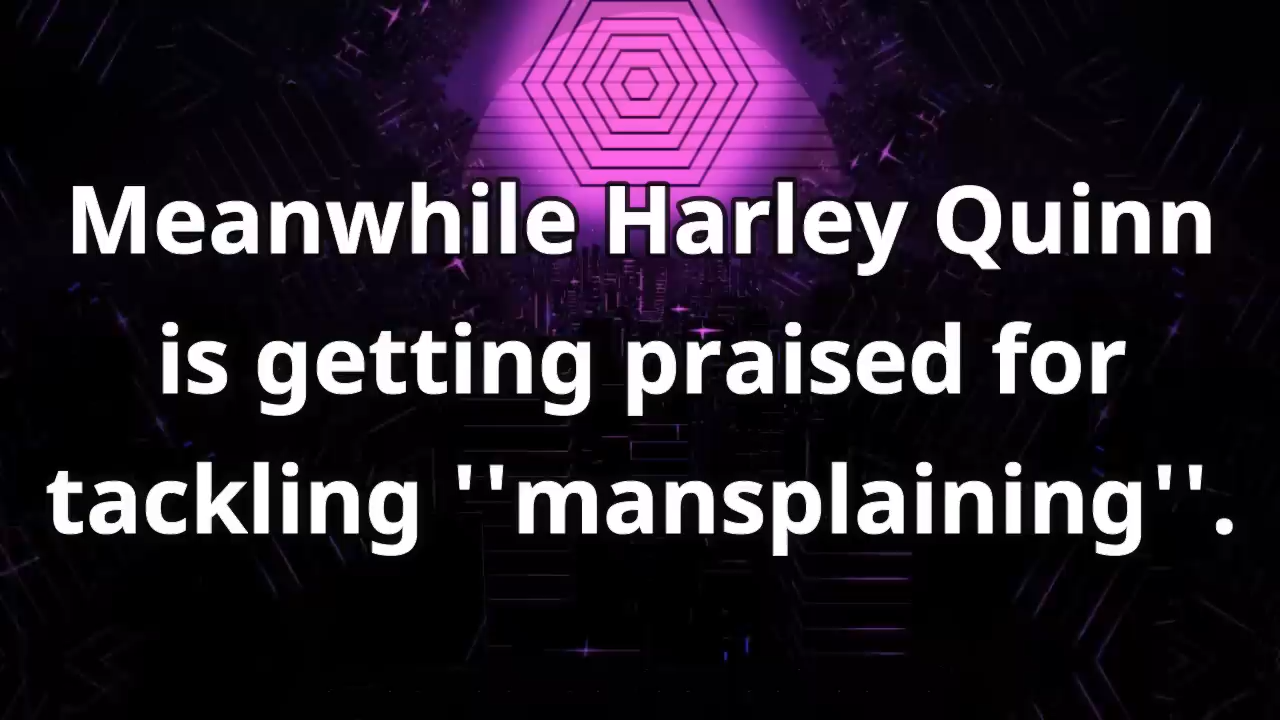 Meanwhile Harley Quinn
is getting praised for
tackling ''mansplaining''.